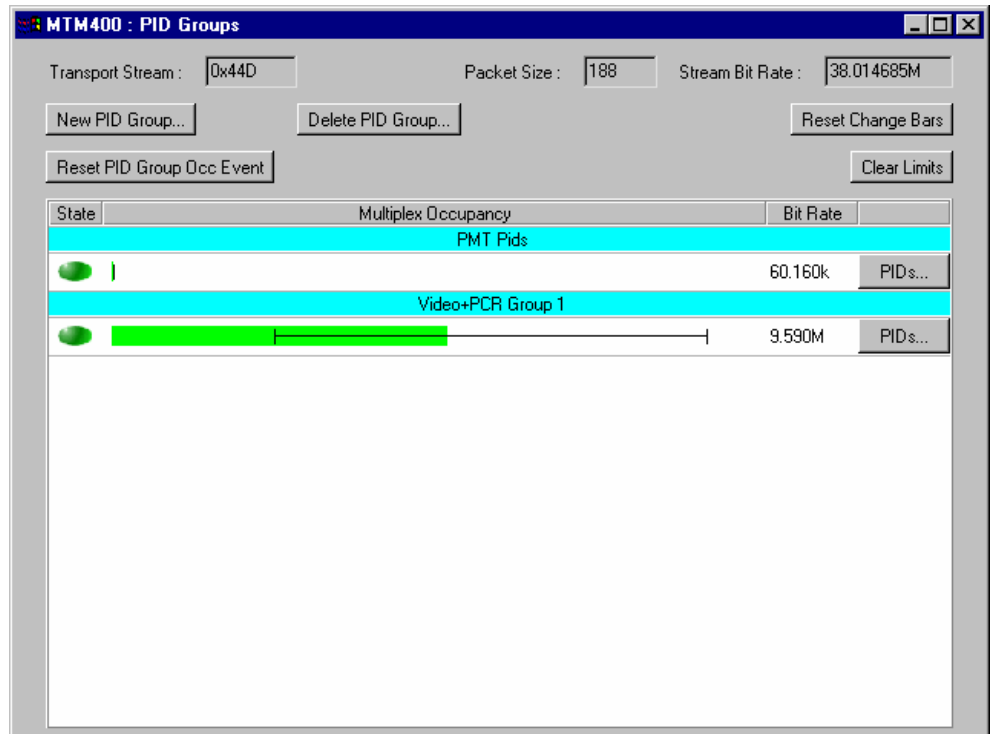 MTM400 : PID Groups
Transport Stream : 0x44D Packet Size : 188 Stream Bit Rate : 38.014685M
New PID Group... Delete PID Group... Reset Change Bars
Reset PID Group Occ Event Clear Limits
State Multiplex Occupancy Bit Rate
PMT Pids
60.160k PIDs...
Video+PCR Group 1
9.590M PIDs...